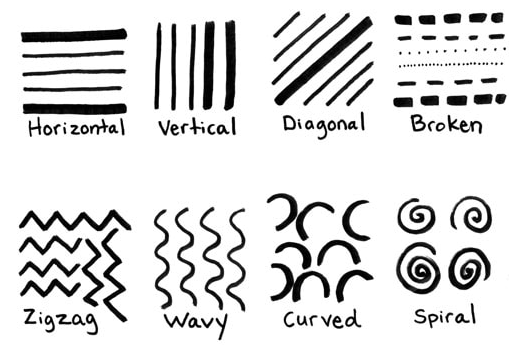 Horizontal Vertical Diagonal Broken
Zigzag Wavy Curved Spiral